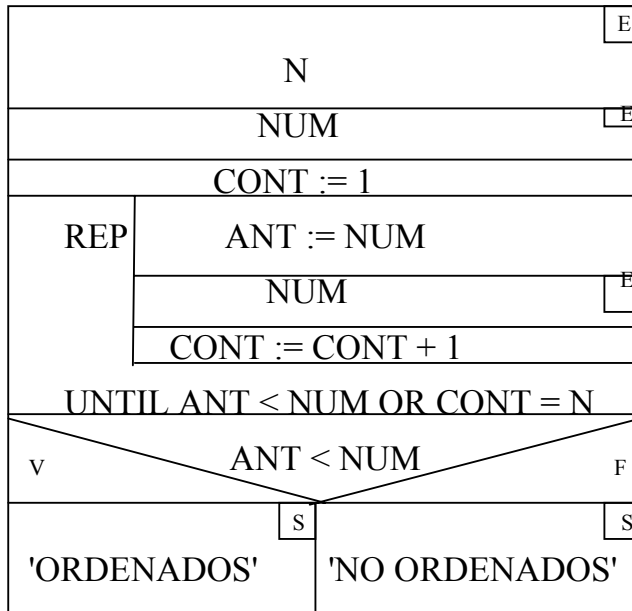 E
N
NUM E
CONT := 1
REP ANT := NUM
NUM E
CONT := CONT + 1
UNTIL ANT < NUM OR CONT = N
V ANT < NUM F
S S
'ORDENADOS' 'NO ORDENADOS'